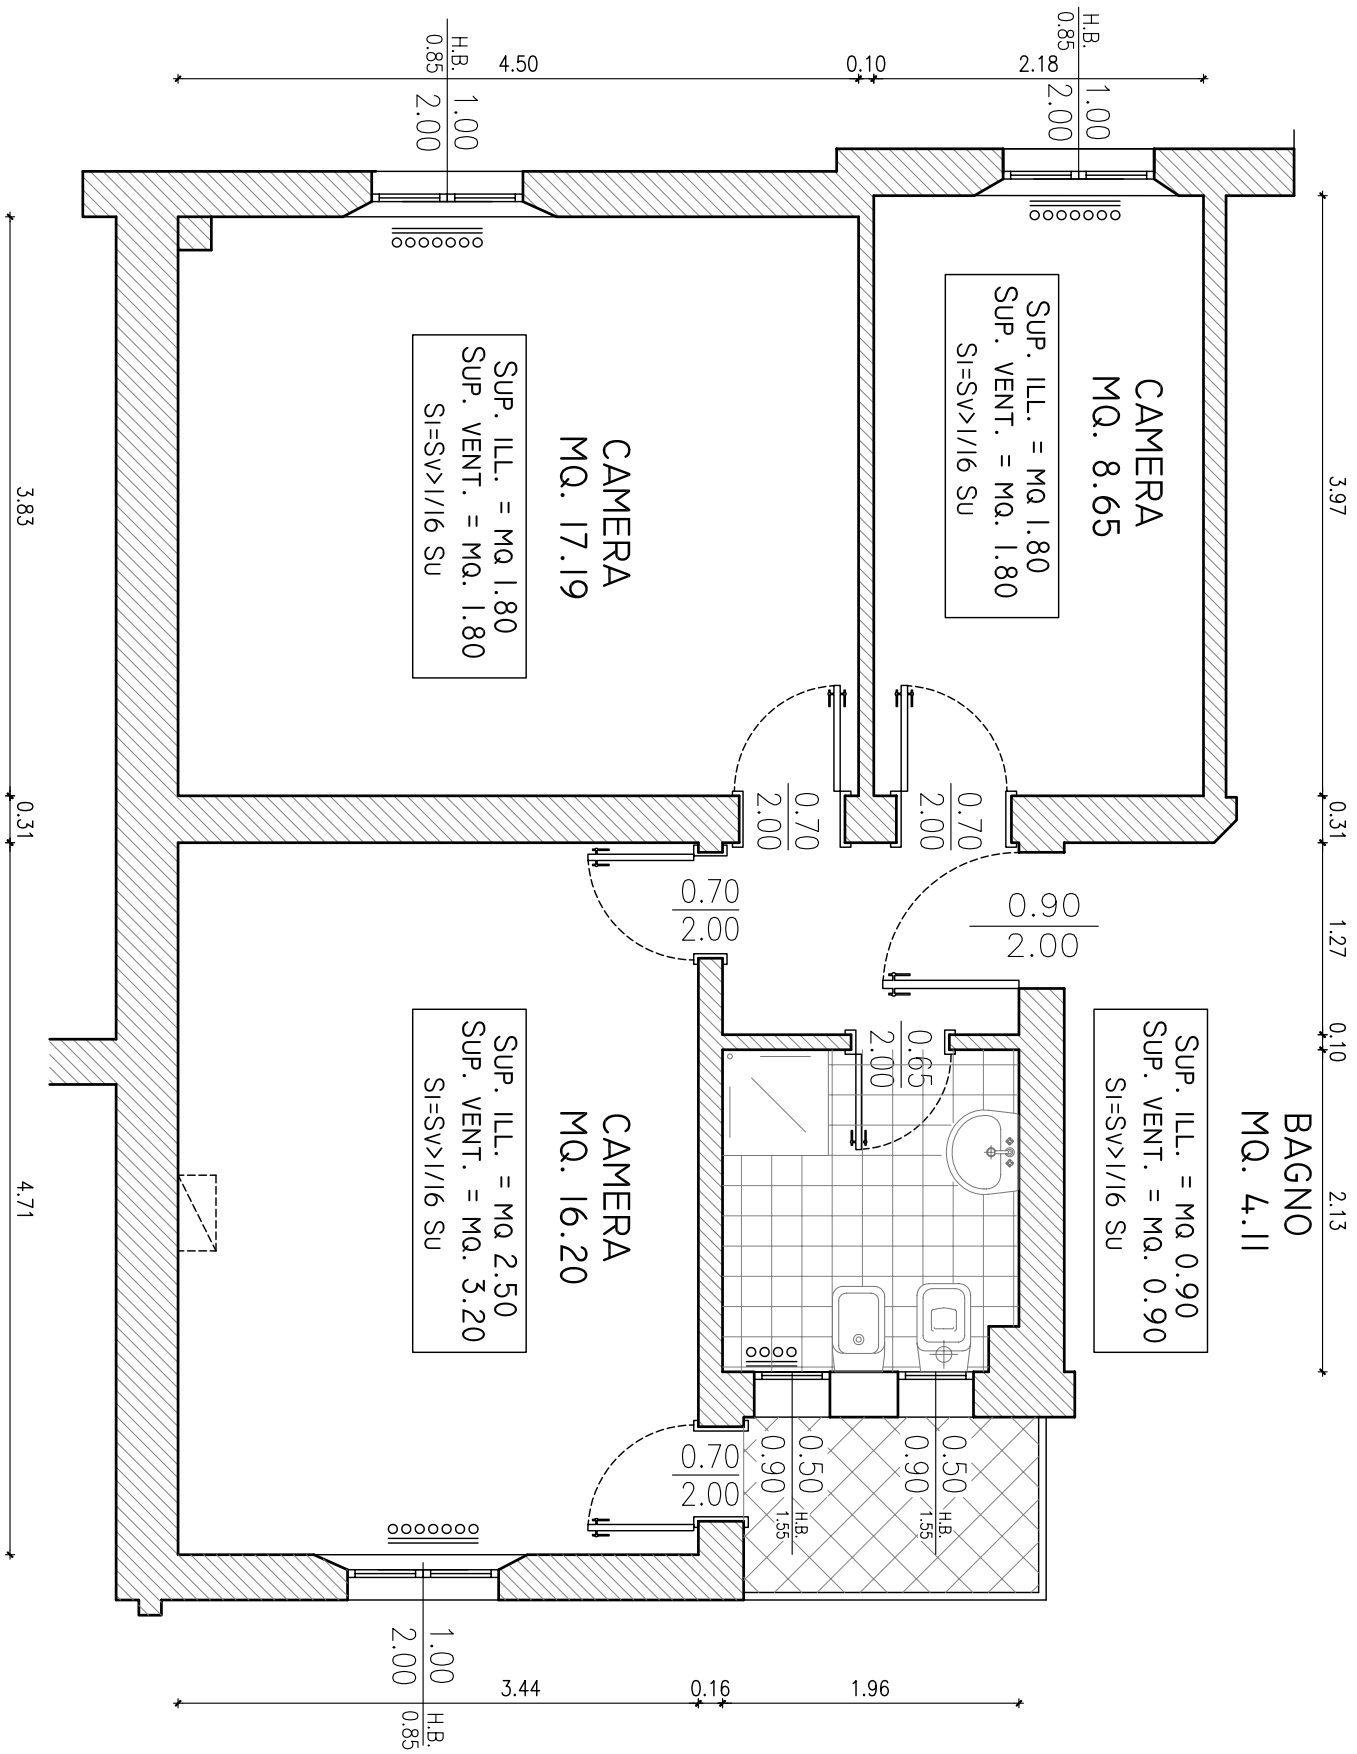 H.B.
0.85
1.00
2.00
4.50
0.10
2.18
H.B.
0.85
1.00
2.00
CAMERA
MQ. 8.65
SUP. ILL. = MQ 1.80
SUP. VENT. = MQ. 1.80
SI=SV>1/16 SU
3.97
CAMERA
MQ. 17.19
SUP. ILL. = MQ 1.80
SUP. VENT. = MQ. 1.80
SI=SV>1/16 SU
3.83
0.70
2.00
0.70
2.00
0.31
0.31
0.70
2.00
0.90
2.00
1.27
0.65
2.00
0.10
BAGNO
MQ. 4.11
SUP. ILL. = MQ 0.90
SUP. VENT. = MQ. 0.90
SI=SV>1/16 SU
2.13
CAMERA
MQ. 16.20
SUP. ILL. = MQ 2.50
SUP. VENT. = MQ. 3.20
SI=SV>1/16 SU
4.71
0.70
2.00
0.50
0.90
H.B.
1.55
0.50
0.90
H.B.
1.55
1.00
2.00
H.B.
0.85
3.44
0.16
1.96